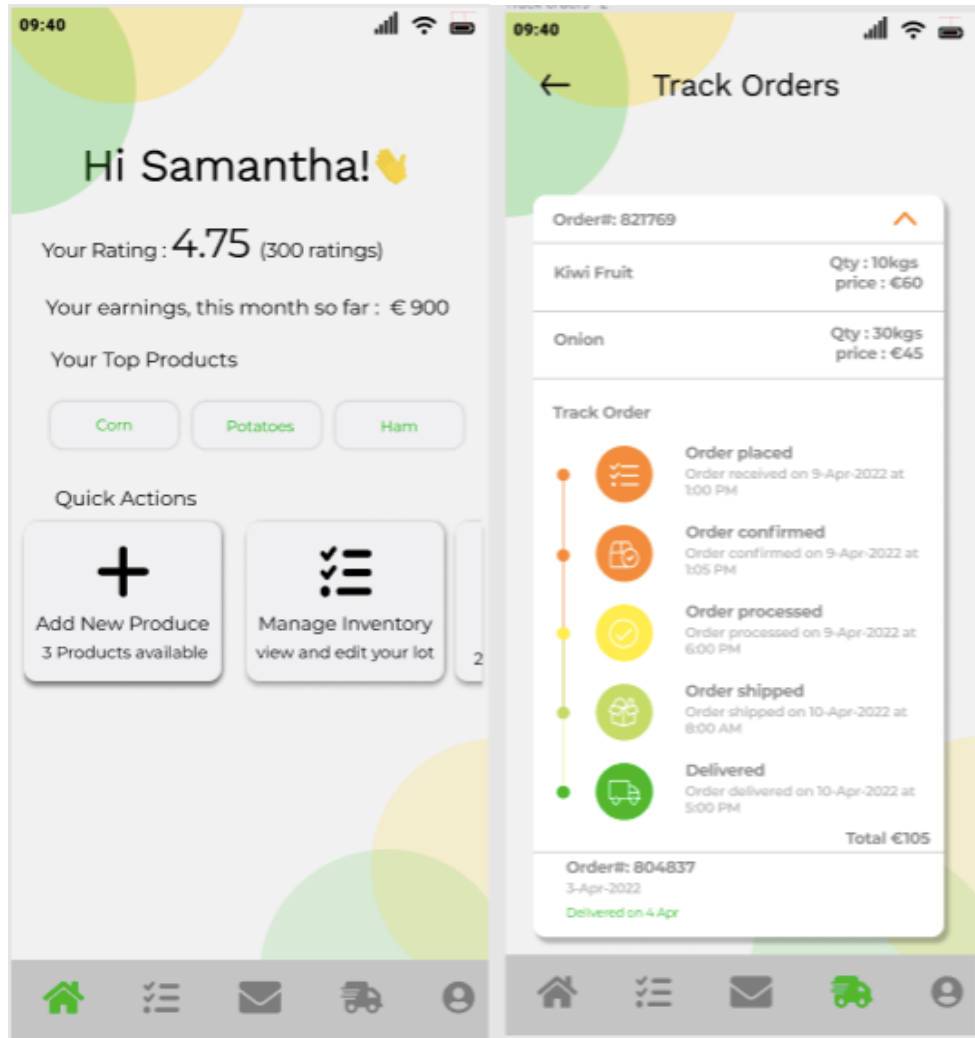 09:40
Hi Samantha!👋
Your Rating : 4.75 (300 ratings)
Your earnings, this month so far : € 900
Your Top Products
Corn
Potatoes
Ham
Quick Actions
Add New Produce
3 Products available
Manage Inventory
view and edit your lot
2
09:40
Track Orders
Order#: 821769
Kiwi Fruit
Qty : 10kgs
price : €60
Onion
Qty : 30kgs
price : €45
Track Order
Order placed
Order received on 9-Apr-2022 at
1:00 PM
Order confirmed
Order confirmed on 9-Apr-2022 at
1:05 PM
Order processed
Order processed on 9-Apr-2022 at
6:00 PM
Order shipped
Order shipped on 10-Apr-2022 at
8:00 AM
Delivered
Order delivered on 10-Apr-2022 at
5:00 PM
Total €105
Order#: 804837
3-Apr-2022
Delivered on 4 Apr